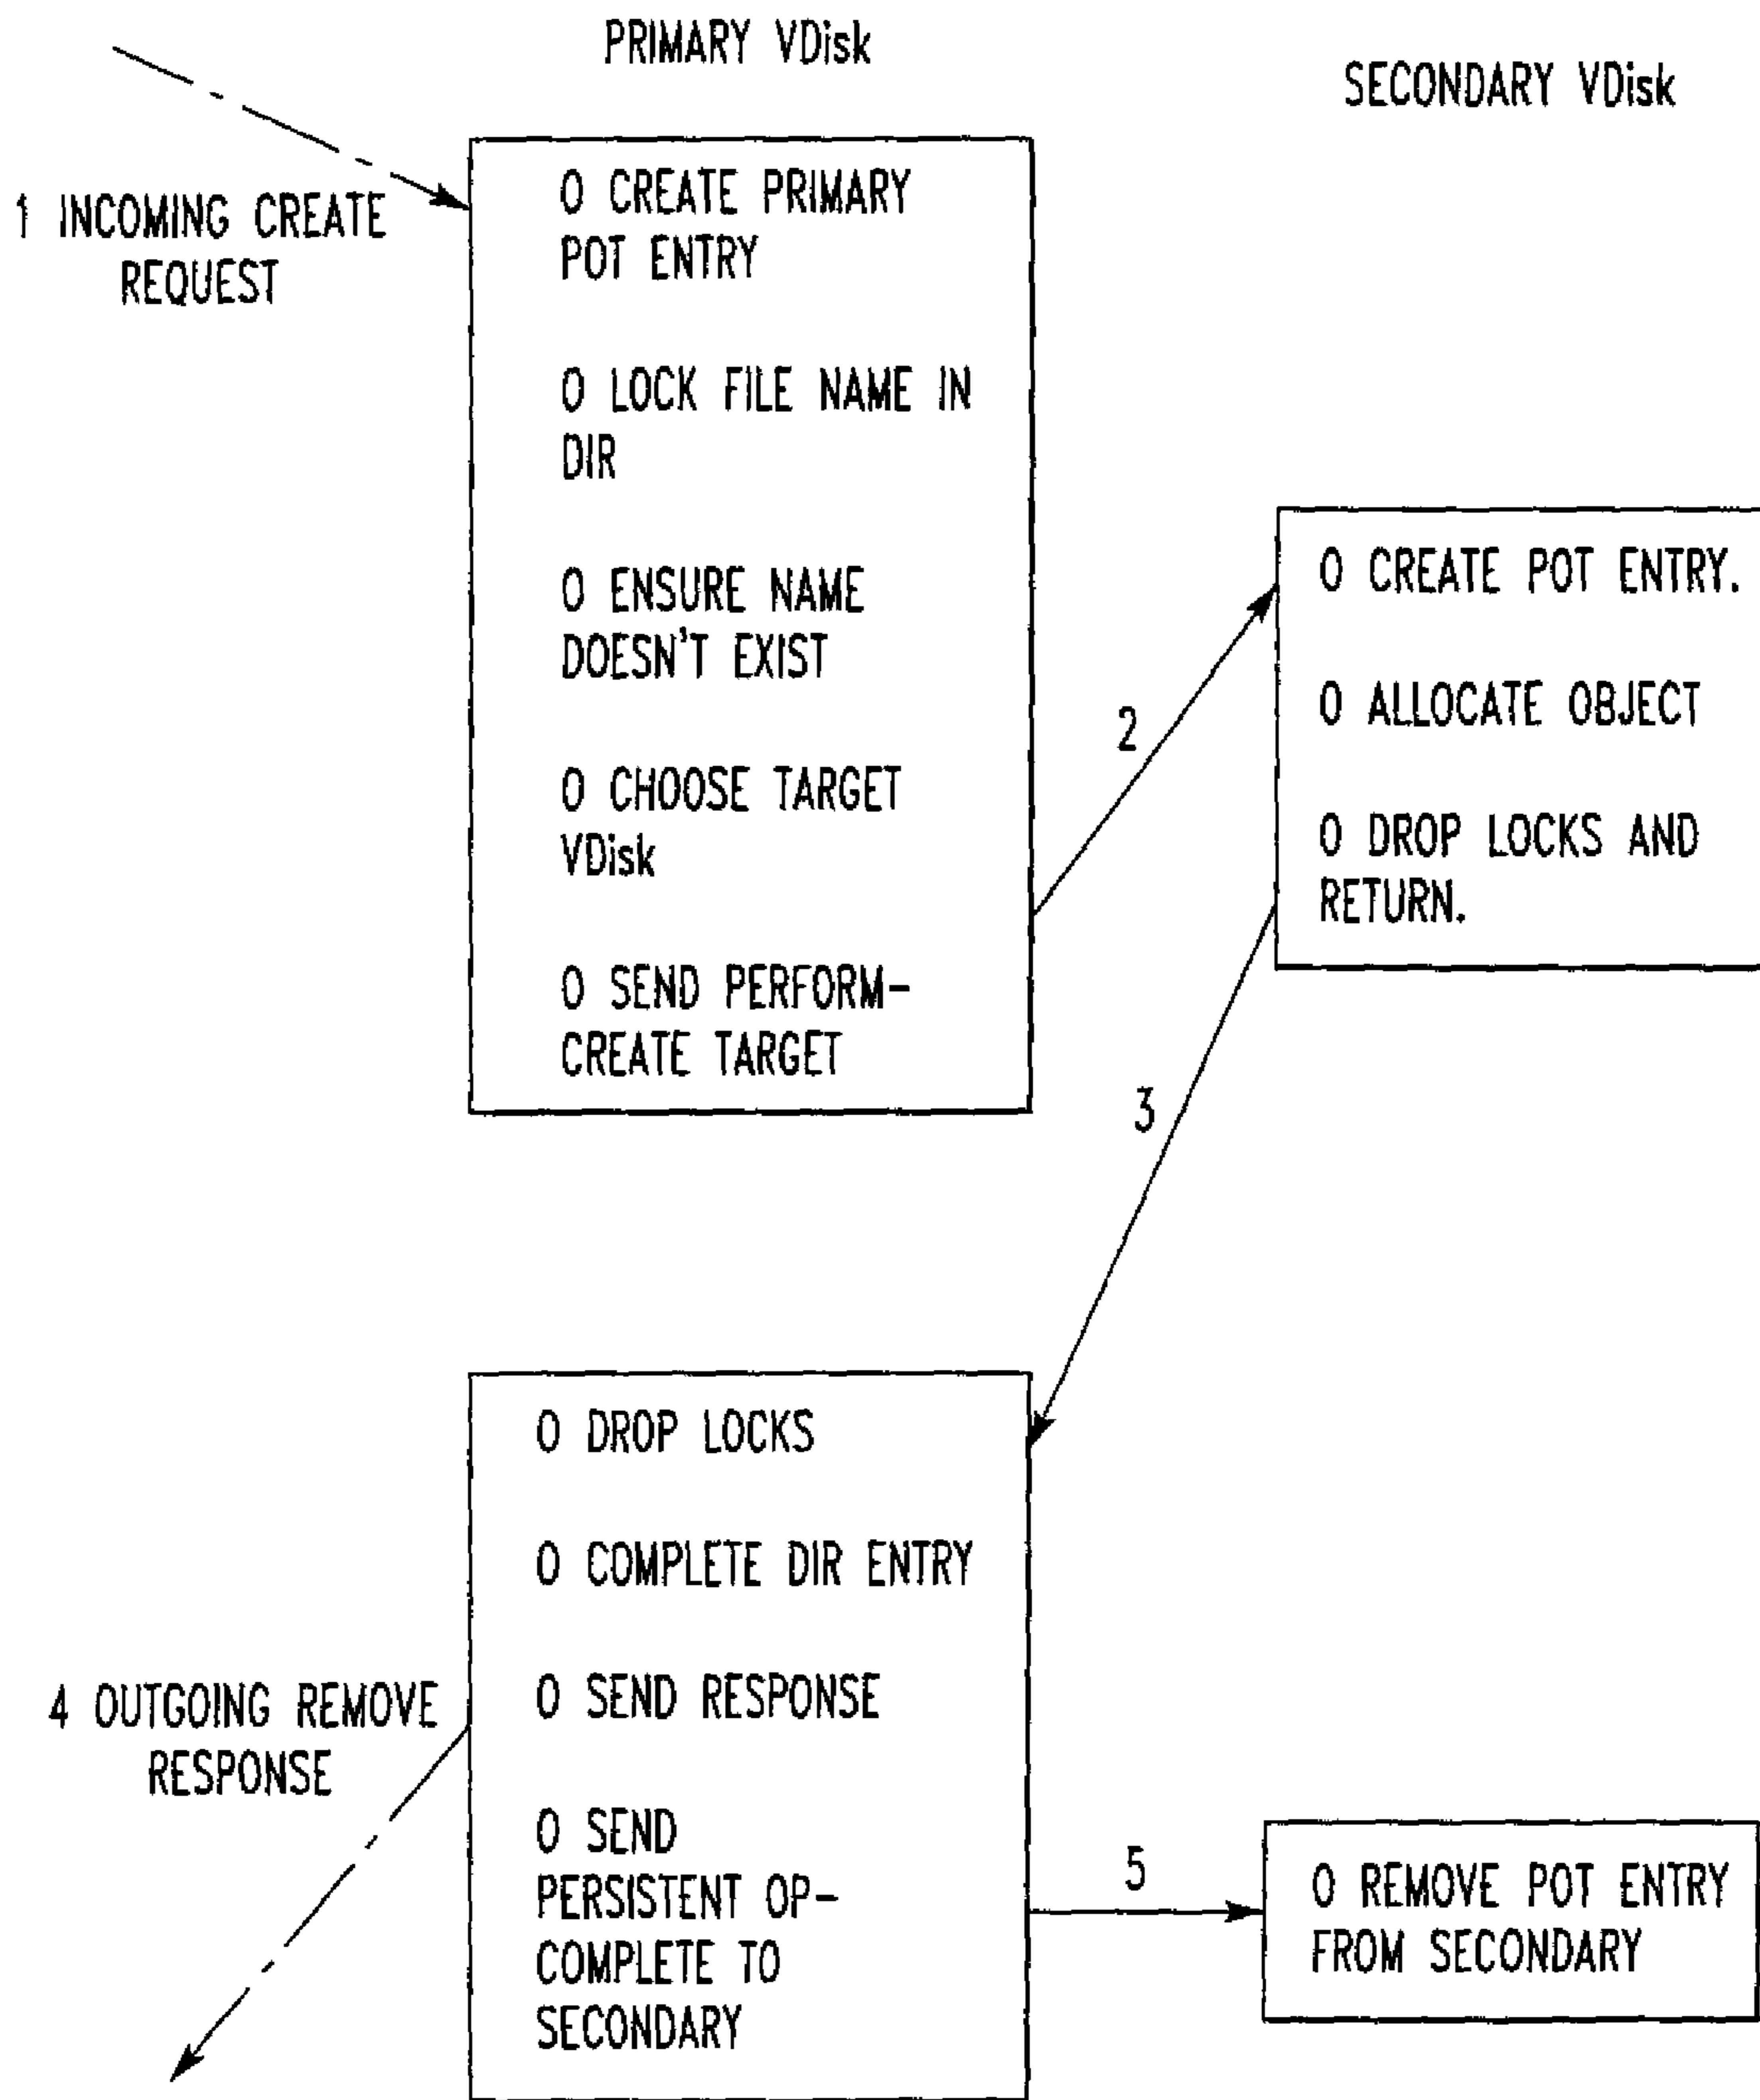 PRIMARY VDisk
SECONDARY VDisk
1 INCOMING CREATE
REQUEST
O CREATE PRIMARY
POT ENTRY
O LOCK FILE NAME IN
DIR
O ENSURE NAME
DOESN'T EXIST
O CHOOSE TARGET
VDisk
O SEND PERFORM-
CREATE TARGET
2
O CREATE POT ENTRY.
O ALLOCATE OBJECT
O DROP LOCKS AND
RETURN.
3
O DROP LOCKS
O COMPLETE DIR ENTRY
O SEND RESPONSE
O SEND
PERSISTENT OP-
COMPLETE TO
SECONDARY
4 OUTGOING REMOVE
RESPONSE
5
O REMOVE POT ENTRY
FROM SECONDARY